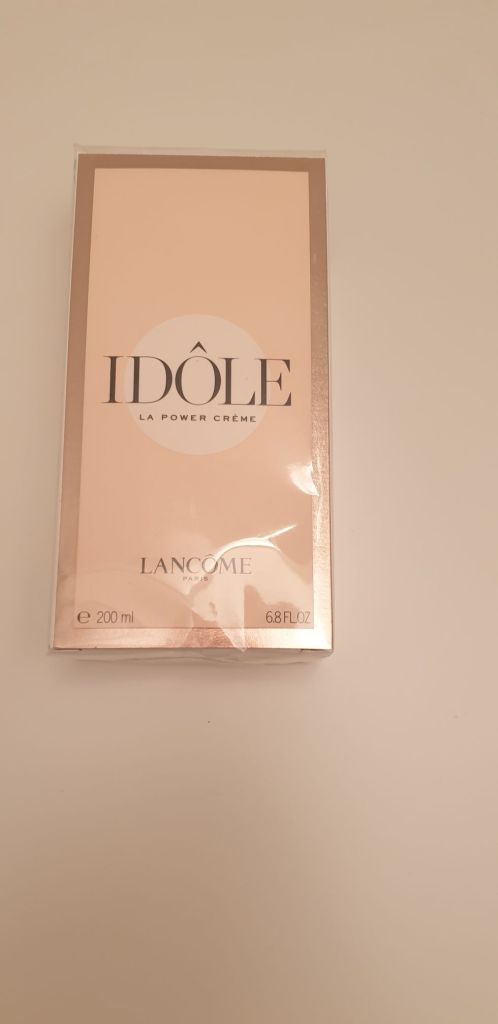 IDÔLE
LA POWER CRÈME
LANCÔME
PARIS
e 200 ml 6.8 FL.OZ